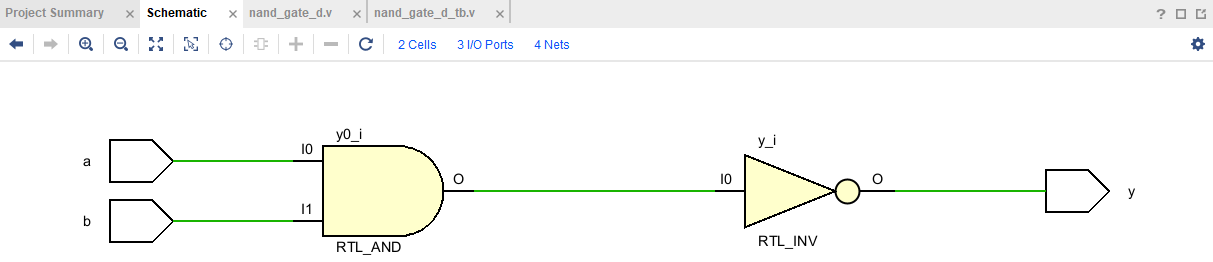 Project Summary × Schematic × nand_gate_d.v × nand_gate_d_tb.v × ?
2 Cells 3 I/O Ports 4 Nets
y0_i
y_i
a I0
O I0 O
y
b I1
RTL_AND
RTL_INV